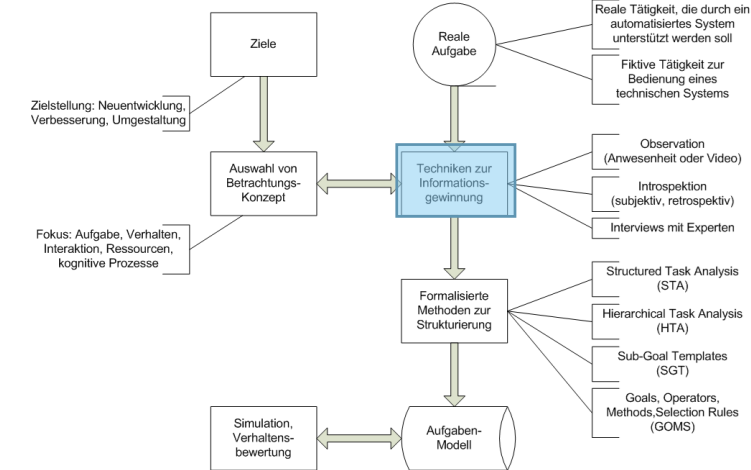 Ziele
Reale
Aufgabe
Reale Tätigkeit, die durch ein
automatisiertes System
unterstützt werden soll
Fiktive Tätigkeit zur
Bedienung eines
technischen Systems
Zielstellung: Neuentwicklung,
Verbesserung, Umgestaltung
Auswahl von
Betrachtungs-
Konzept
Techniken zur
Informations-
gewinnung
Observation
(Anwesenheit oder Video)
Introspektion
(subjektiv, retrospektiv)
Interviews mit Experten
Fokus: Aufgabe, Verhalten,
Interaktion, Ressourcen,
kognitive Prozesse
Formalisierte
Methoden zur
Strukturierung
Structured Task Analysis
(STA)
Hierarchical Task Analysis
(HTA)
Sub-Goal Templates
(SGT)
Goals, Operators,
Methods,Selection Rules
(GOMS)
Simulation,
Verhaltens-
bewertung
Aufgaben-
Modell